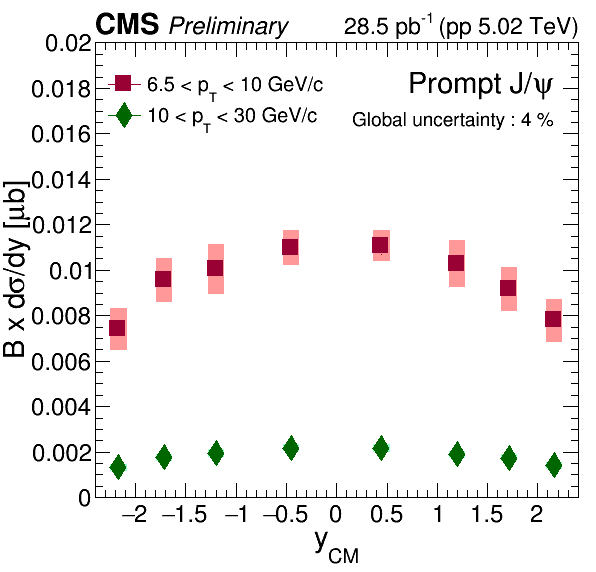 CMS Preliminary 28.5 pb⁻¹ (pp 5.02 TeV)
6.5 < p_T < 10 GeV/c
10 < p_T < 30 GeV/c
Prompt J/ψ
Global uncertainty : 4 %
B x dσ/dy [μb]
0.02
0.018
0.016
0.014
0.012
0.01
0.008
0.006
0.004
0.002
0
−2 −1.5 −1 −0.5 0 0.5 1 1.5 2
y_CM